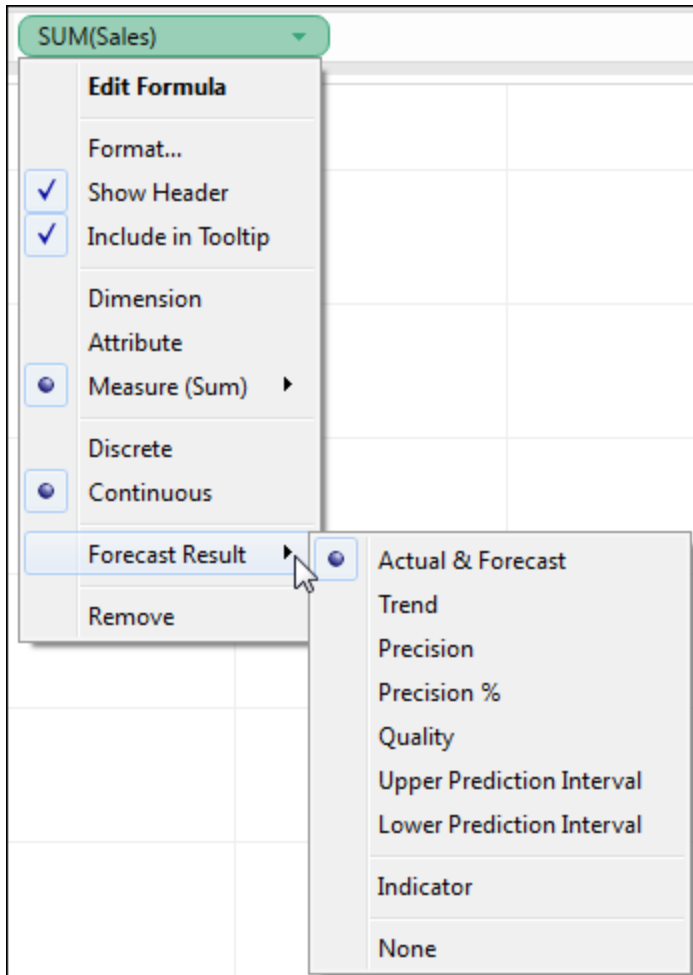 SUM(Sales)
Edit Formula
Format...
Show Header
Include in Tooltip
Dimension
Attribute
Measure (Sum)
Discrete
Continuous
Forecast Result
Remove
Actual & Forecast
Trend
Precision
Precision %
Quality
Upper Prediction Interval
Lower Prediction Interval
Indicator
None